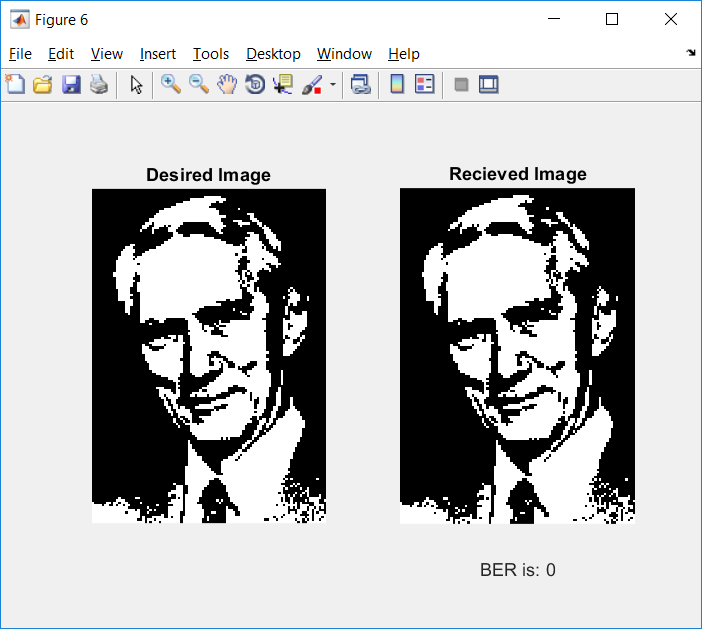 Figure 6
File Edit View Insert Tools Desktop Window Help
Desired Image
Recieved Image
BER is: 0